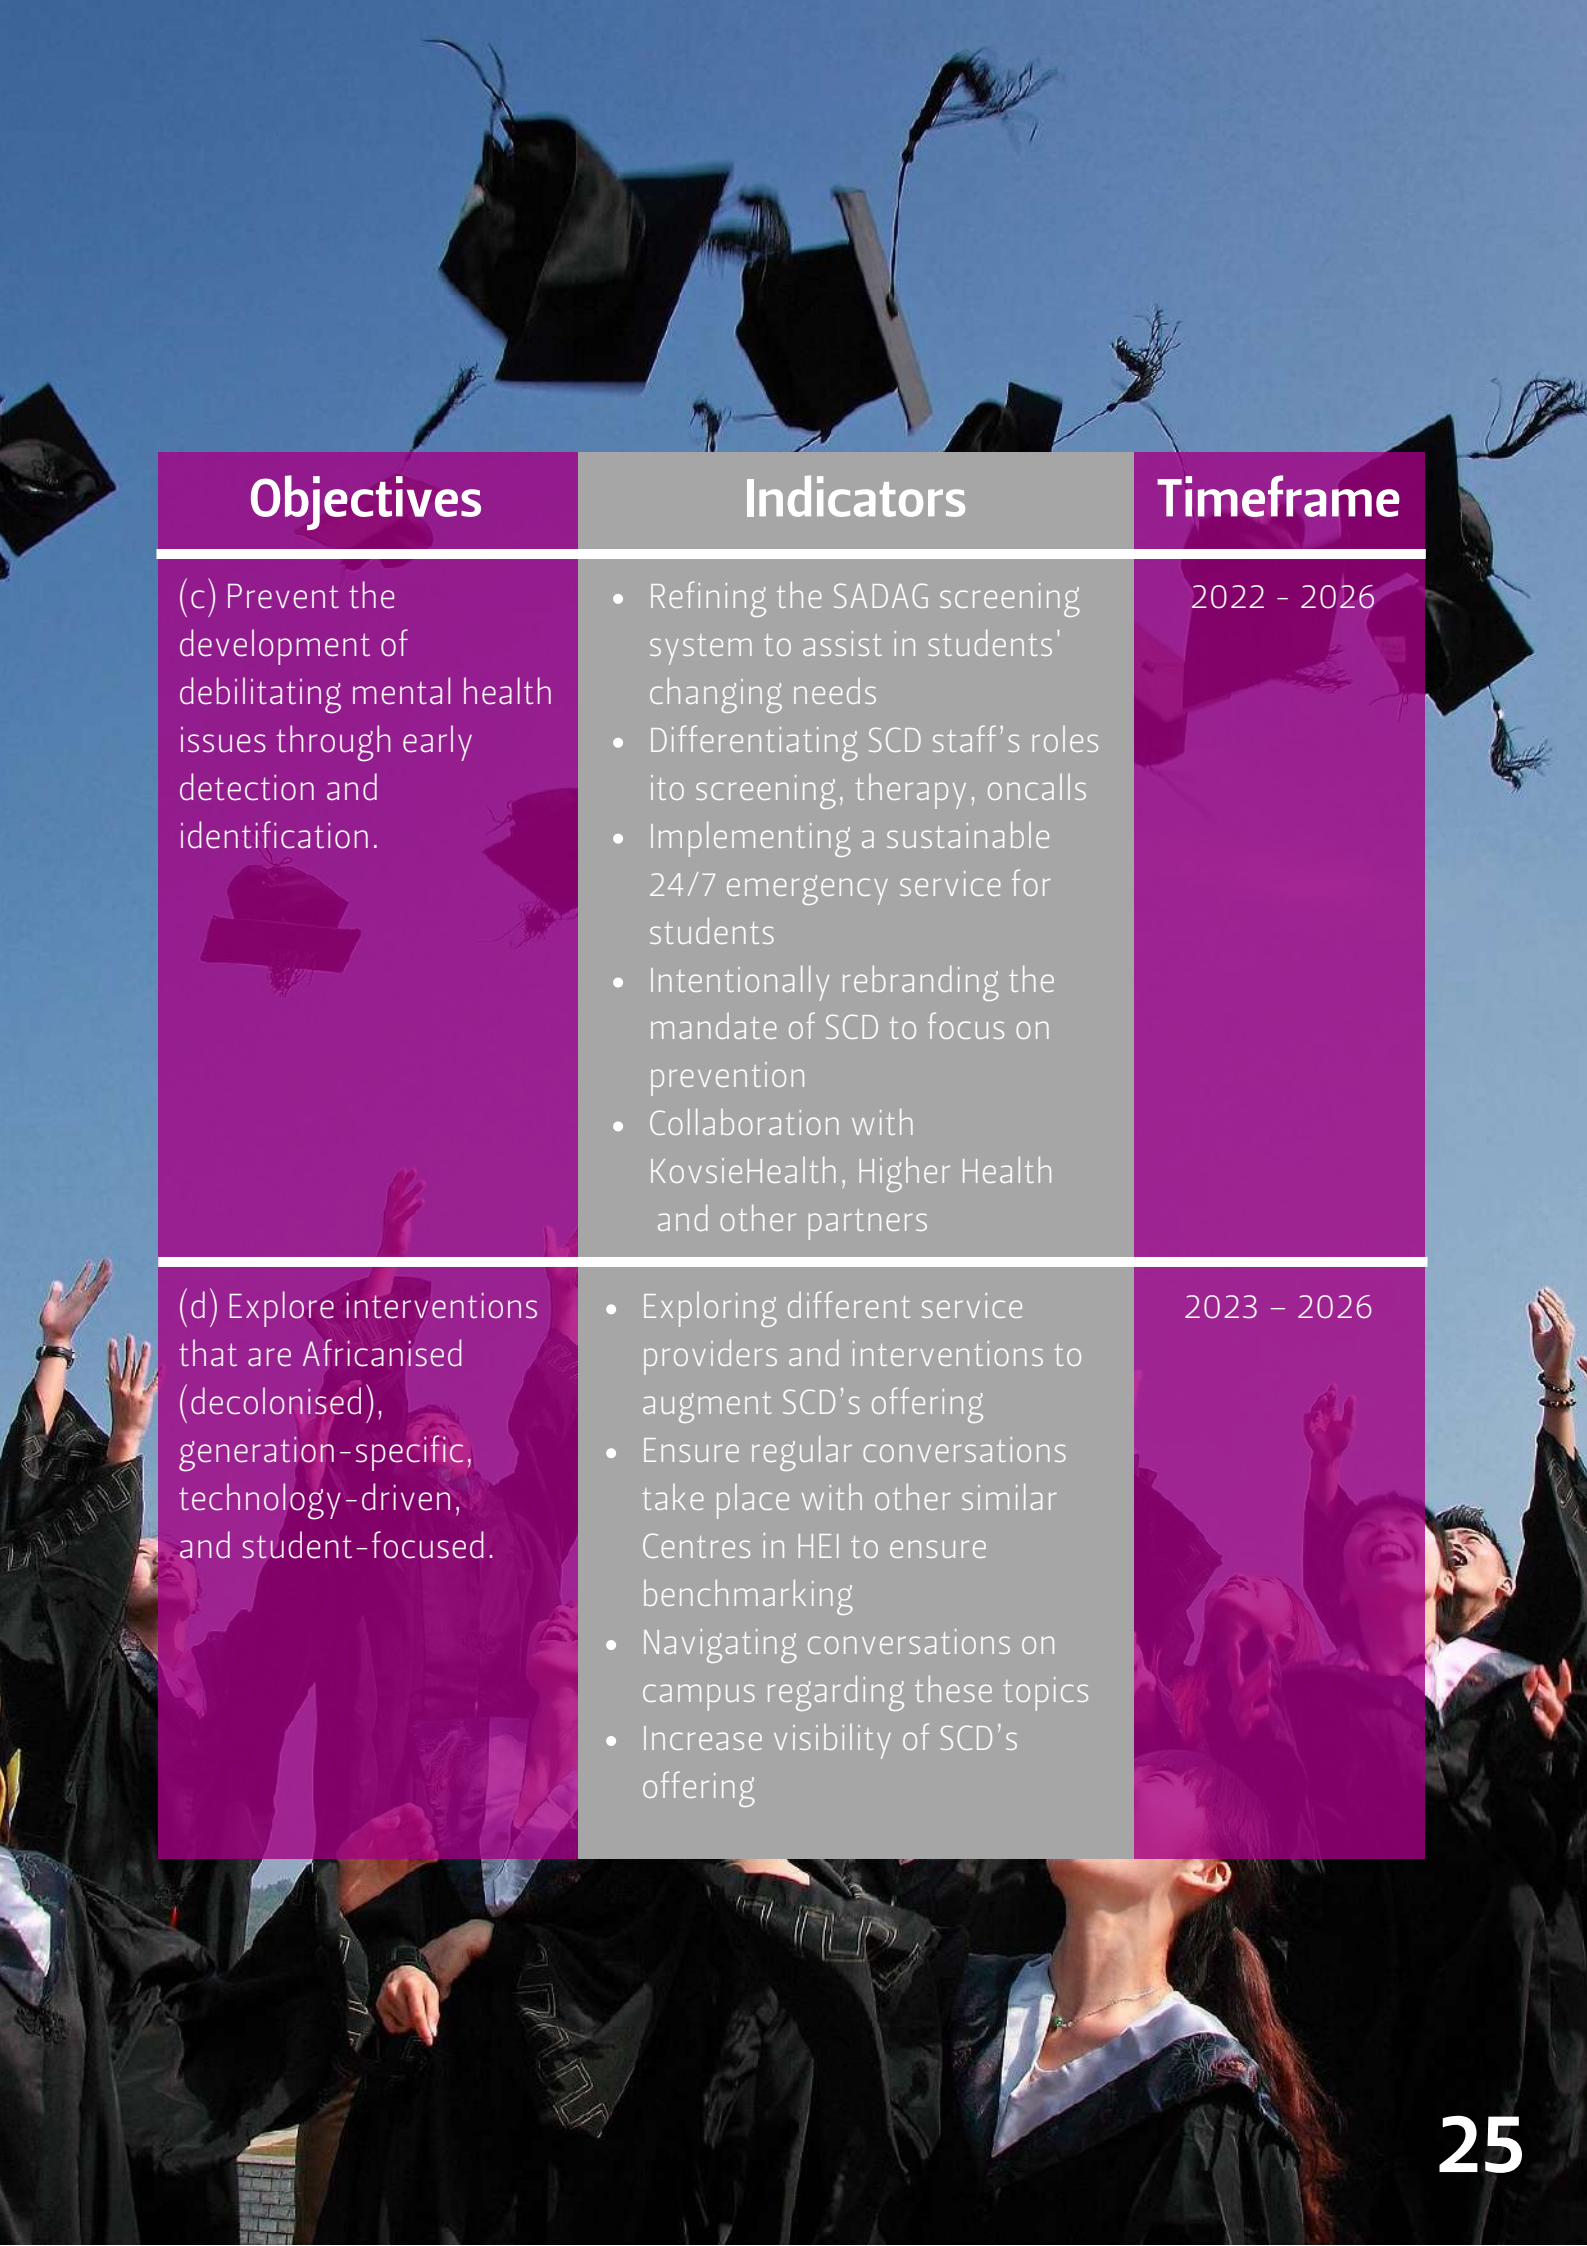 Objectives
Indicators
Timeframe
(c) Prevent the
development of
debilitating mental health
issues through early
detection and
identification.
• Refining the SADAG screening
system to assist in students'
changing needs
• Differentiating SCD staff’s roles
ito screening, therapy, oncalls
• Implementing a sustainable
24/7 emergency service for
students
• Intentionally rebranding the
mandate of SCD to focus on
prevention
• Collaboration with
KovsieHealth, Higher Health
and other partners
2022 - 2026
(d) Explore interventions
that are Africanised
(decolonised),
generation-specific,
technology-driven,
and student-focused.
• Exploring different service
providers and interventions to
augment SCD’s offering
• Ensure regular conversations
take place with other similar
Centres in HEI to ensure
benchmarking
• Navigating conversations on
campus regarding these topics
• Increase visibility of SCD’s
offering
2023 – 2026
25